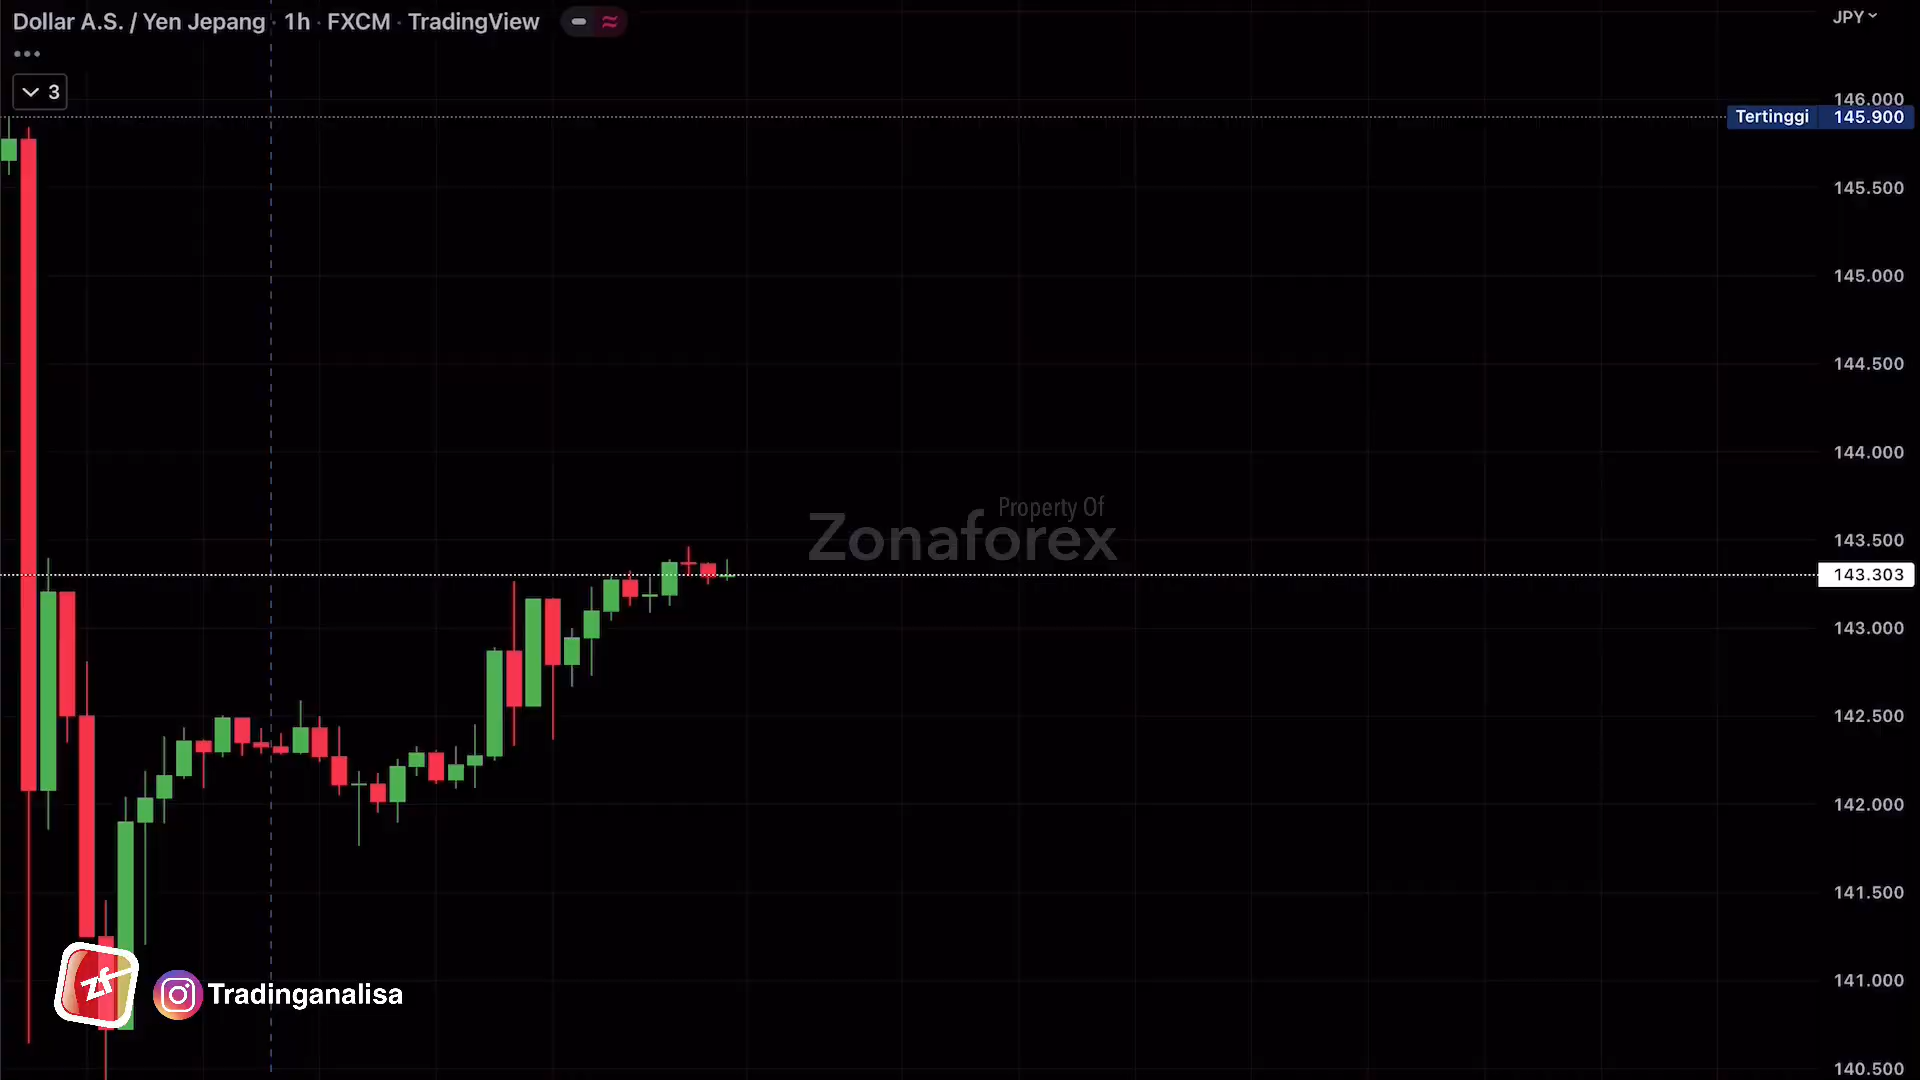 Dollar A.S. / Yen Jepang · 1h · FXCM · TradingView
JPY
3
146.000
Tertinggi 145.900
145.500
145.000
144.500
144.000
Property Of
Zonaforex
143.500
143.303
143.000
142.500
142.000
141.500
141.000
zf
Tradinganalisa
140.500